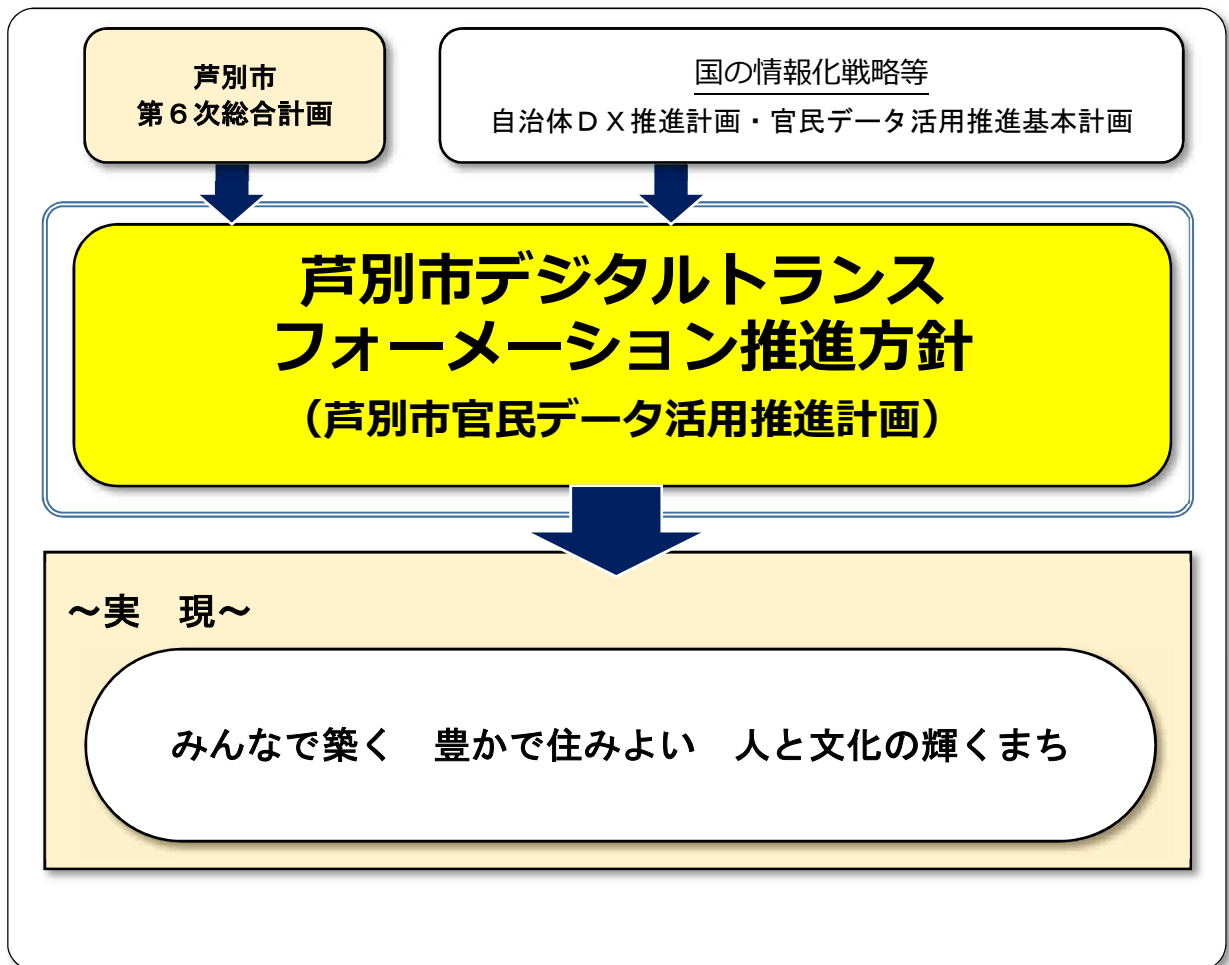 芦別市
第６次総合計画
国の情報化戦略等
自治体ＤＸ推進計画・官民データ活用推進基本計画
芦別市デジタルトランス
フォーメーション推進方針
（芦別市官民データ活用推進計画）
～実　現～
みんなで築く　豊かで住みよい　人と文化の輝くまち